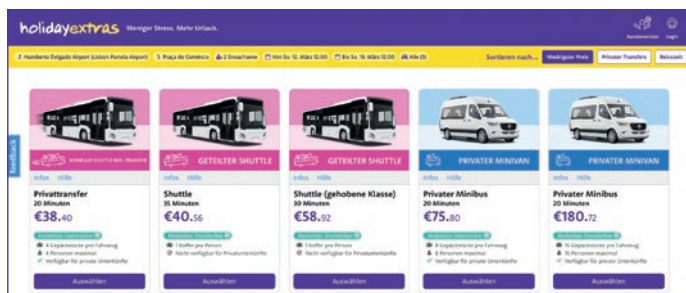 holidayextras Weniger Stress. Mehr Urlaub.
Kundenservice Login
Humberto Delgado Airport (Lisbon Portela Airport) Praça do Comércio 2 Erwachsene Von So. 12. März 12.00 Bis So. 19. März 12.00 Alle (5) Sortieren nach... Niedrigster Preis Private Transfers Reisezeit
feedback
GETEILTER SHUTTLE GETEILTER SHUTTLE PRIVATER MINIVAN PRIVATER MINIVAN
Infos Hilfe Infos Hilfe Infos Hilfe Infos Hilfe Infos Hilfe
Privattransfer Shuttle Shuttle (gehobene Klasse) Privater Minibus Privater Minibus
20 Minuten 35 Minuten 30 Minuten 20 Minuten 20 Minuten
€38.40 €40.56 €58.92 €75.80 €180.72
4 Gepäckstücke pro Fahrzeug 1 Koffer pro Person 1 Koffer pro Person 8 Gepäckstücke pro Fahrzeug 15 Gepäckstücke pro Fahrzeug
4 Personen maximal Nicht verfügbar für Privatunterkünfte Nicht verfügbar für Privatunterkünfte 8 Personen maximal 15 Personen maximal
Verfügbar für private Unterkünfte Verfügbar für private Unterkünfte Verfügbar für private Unterkünfte
Auswählen Auswählen Auswählen Auswählen Auswählen